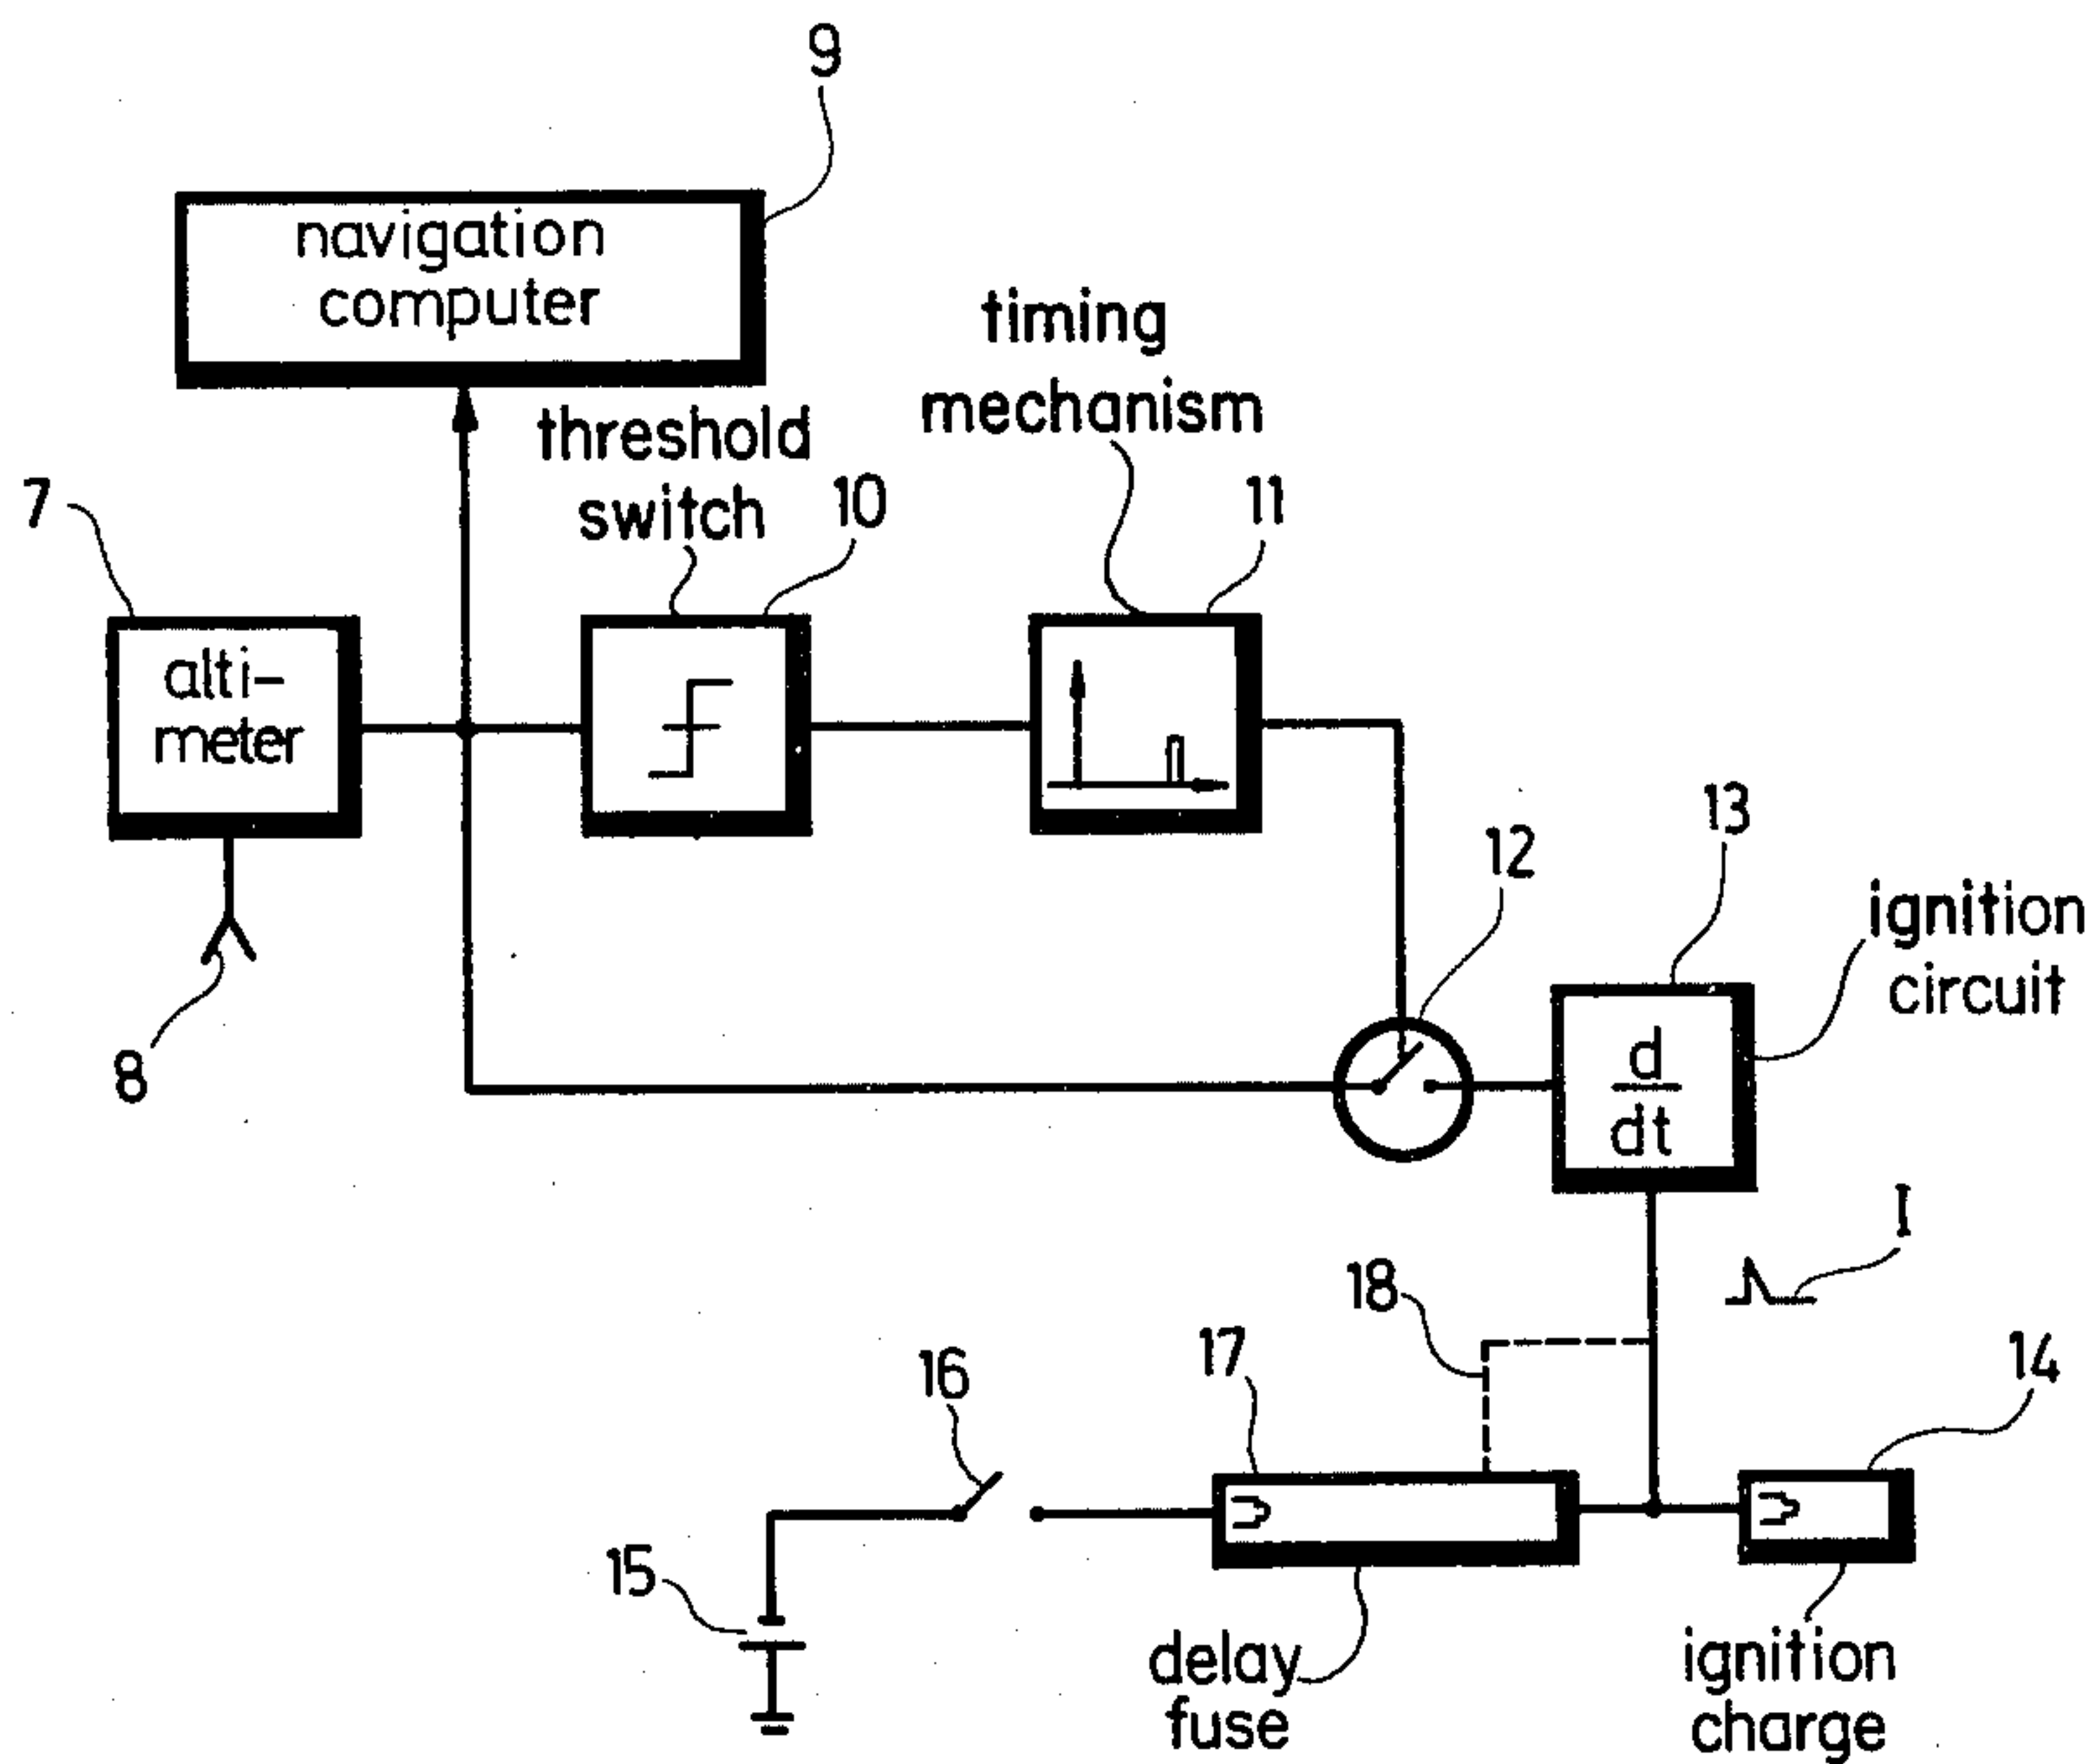 9
navigation
computer
timing
mechanism
threshold
switch
7
10
11
alti-
meter
8
12
13
ignition
circuit
d
dt
I
18
17
14
16
15
delay
fuse
ignition
charge